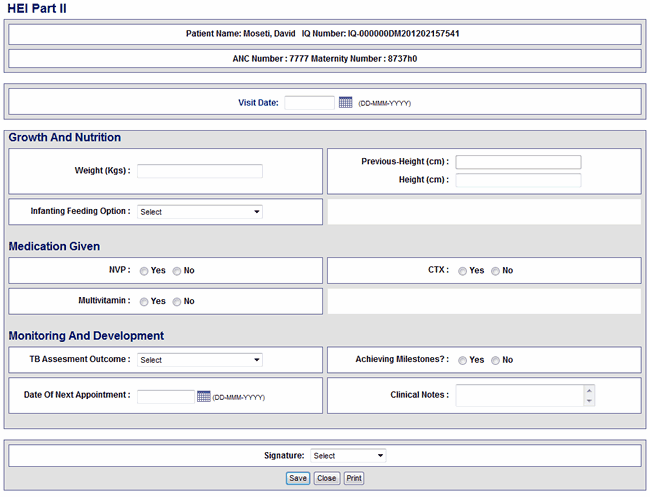 HEI Part II
Patient Name: Moseti, David IQ Number: IQ-000000DM201202157541
ANC Number : 7777 Maternity Number : 8737h0
Visit Date: (DD-MMM-YYYY)
Growth And Nutrition
Weight (Kgs) :
Previous-Height (cm) :
Height (cm) :
Infanting Feeding Option : Select
Medication Given
NVP : Yes No
CTX : Yes No
Multivitamin : Yes No
Monitoring And Development
TB Assesment Outcome : Select
Achieving Milestones? : Yes No
Date Of Next Appointment : (DD-MMM-YYYY)
Clinical Notes :
Signature: Select
Save Close Print